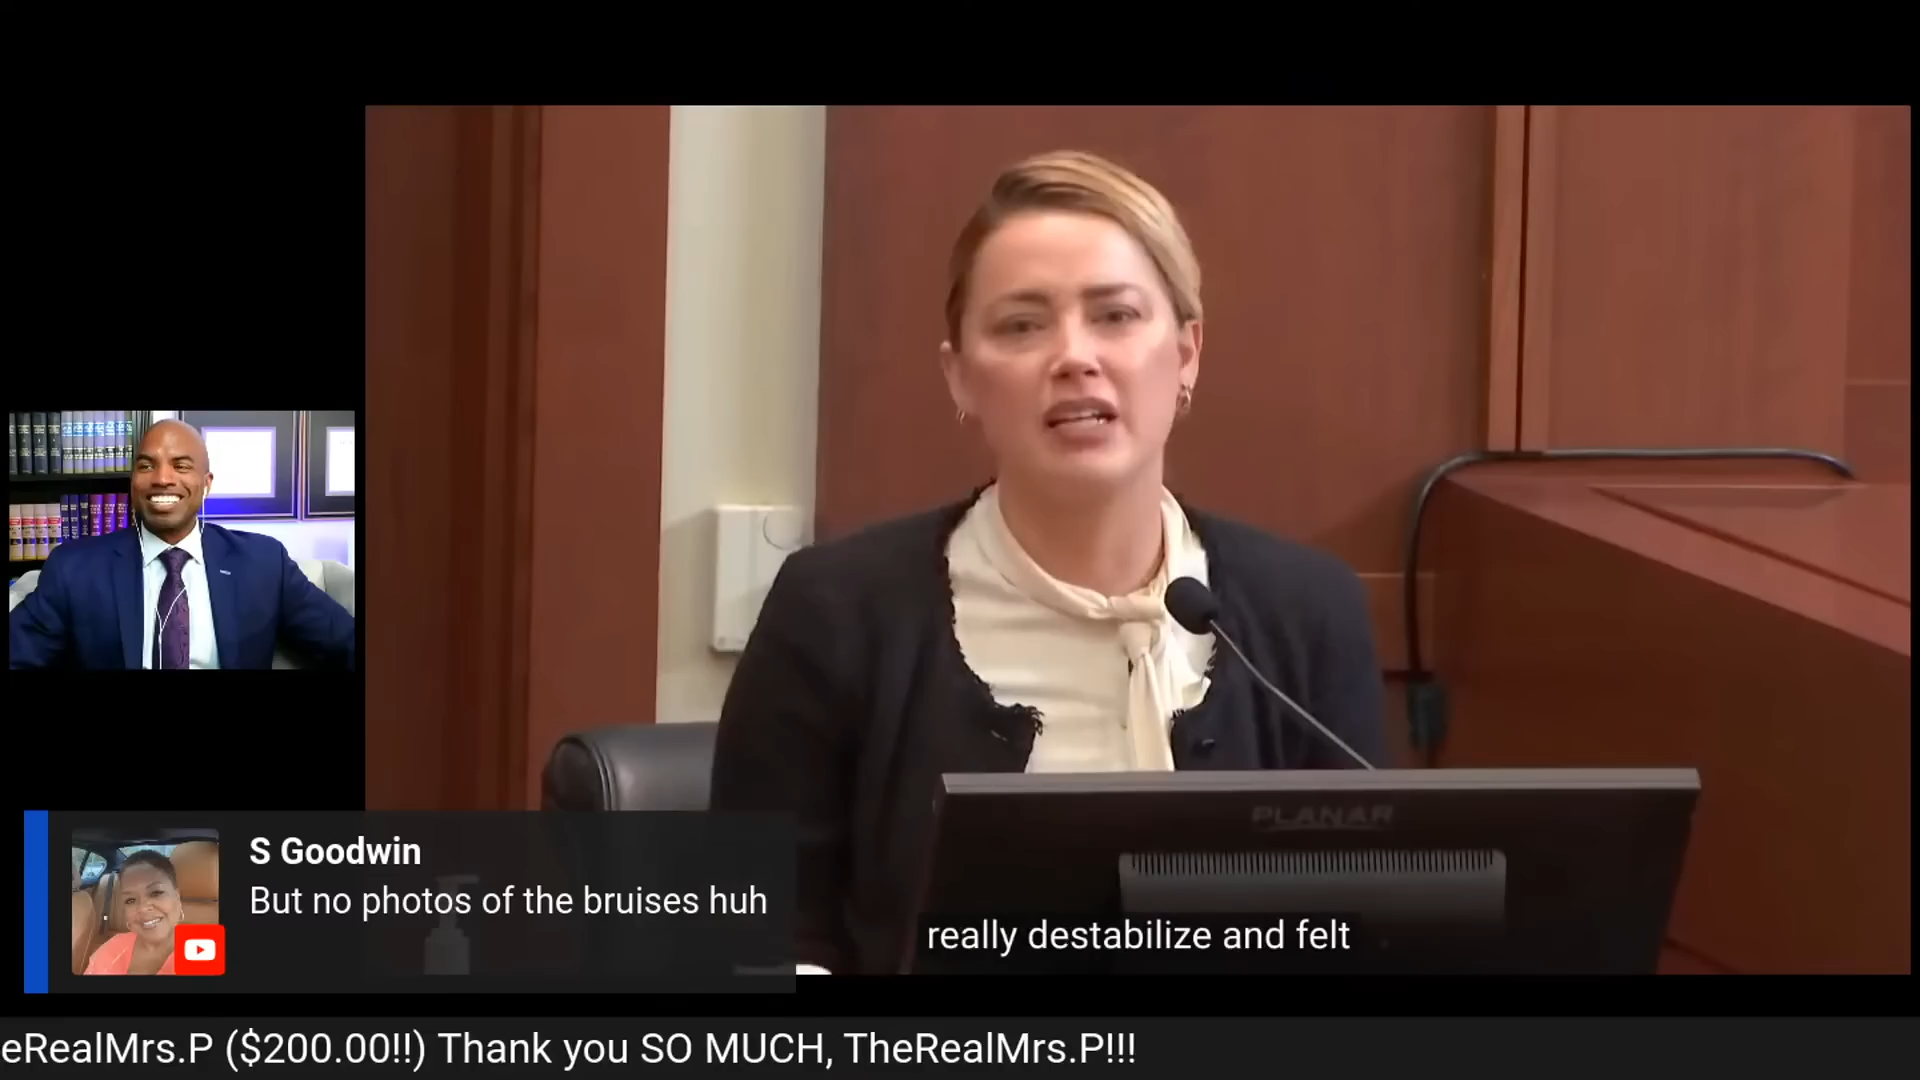 PLANAR
S Goodwin
But no photos of the bruises huh
really destabilize and felt
eRealMrs.P ($200.00!!) Thank you SO MUCH, TheRealMrs.P!!!